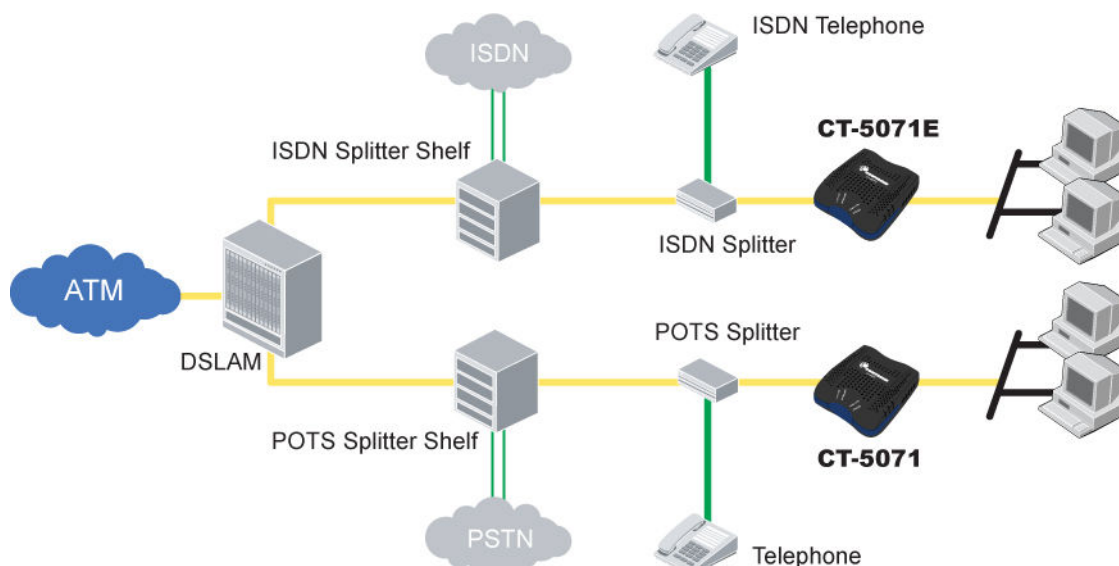 ISDN
ISDN Telephone
ISDN Splitter Shelf
CT-5071E
ISDN Splitter
ATM
DSLAM
POTS Splitter
POTS Splitter Shelf
CT-5071
PSTN
Telephone